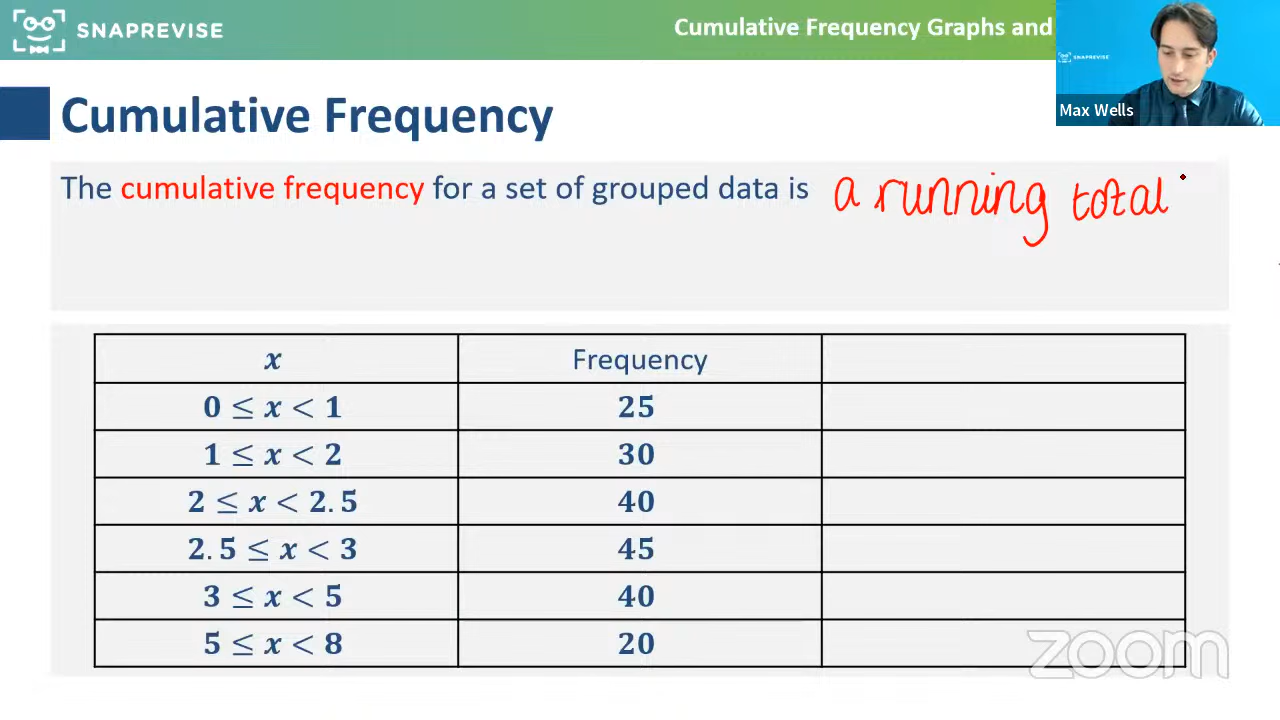 SNAPREVISE
Cumulative Frequency Graphs and
SNAPREVISE
Max Wells
Cumulative Frequency
The cumulative frequency for a set of grouped data is a running total
x Frequency
0 ≤ x < 1 25
1 ≤ x < 2 30
2 ≤ x < 2.5 40
2.5 ≤ x < 3 45
3 ≤ x < 5 40
5 ≤ x < 8 20
zoom